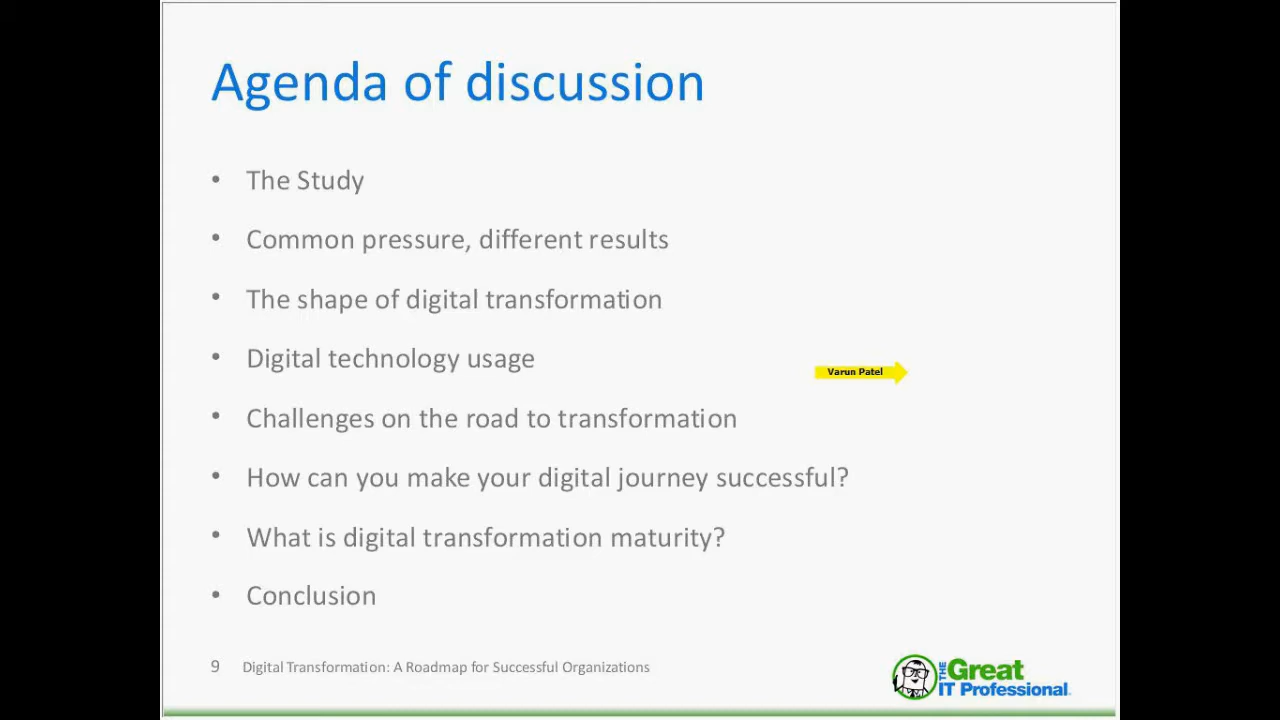 Agenda of discussion
• The Study
• Common pressure, different results
• The shape of digital transformation
• Digital technology usage
Varun Patel
• Challenges on the road to transformation
• How can you make your digital journey successful?
• What is digital transformation maturity?
• Conclusion
9 Digital Transformation: A Roadmap for Successful Organizations
THE Great
IT Professional